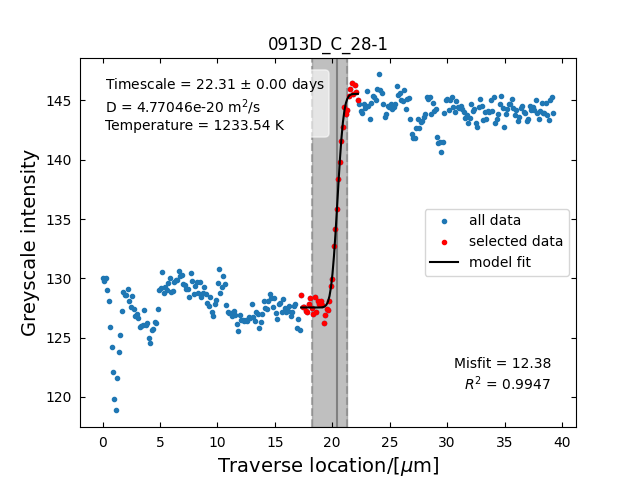 0913D_C_28-1
Timescale = 22.31 ± 0.00 days
D = 4.77046e-20 m²/s
Temperature = 1233.54 K
145
140
135
130
125
120
Greyscale intensity
all data
selected data
model fit
Misfit = 12.38
R² = 0.9947
0 5 10 15 20 25 30 35 40
Traverse location/[μm]